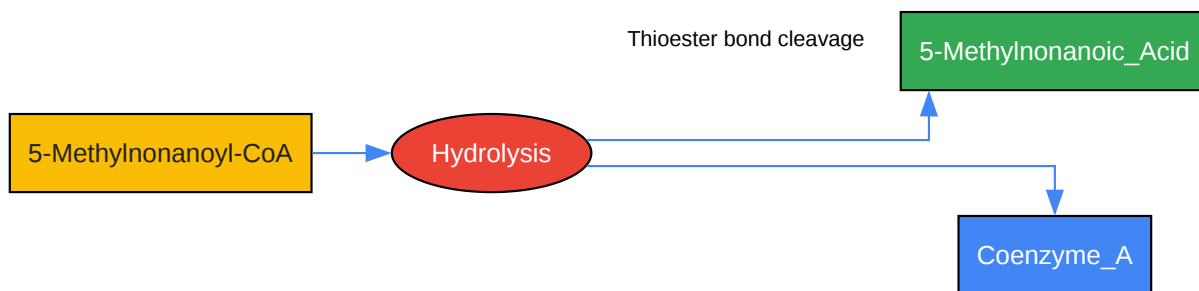 Thioester bond cleavage
5-Methylnonanoic_Acid
5-Methylnonanoyl-CoA
Hydrolysis
Coenzyme_A